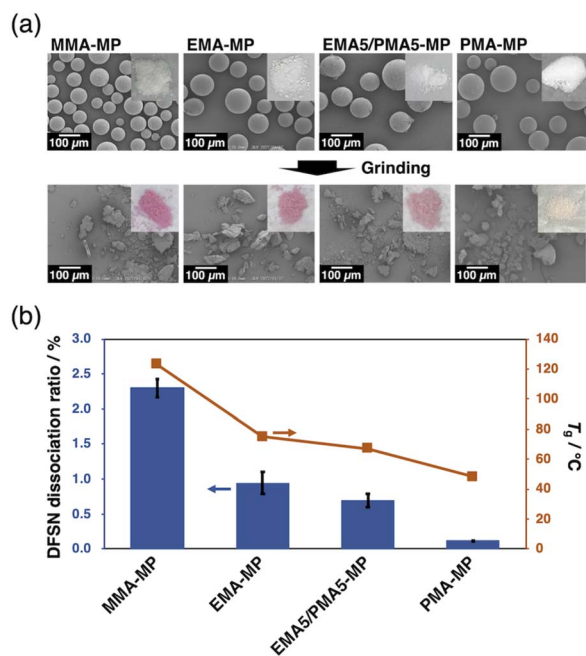 (a)
MMA-MP EMA-MP EMA5/PMA5-MP PMA-MP
100 µm 100 µm 100 µm 100 µm
Grinding
100 µm 100 µm 100 µm 100 µm
(b)
DFSN dissociation ratio / %
3.0
2.5
2.0
1.5
1.0
0.5
0.0
140
120
100
80
60
40
20
0
Tg / °C
MMA-MP
EMA-MP
EMA5/PMA5-MP
PMA-MP